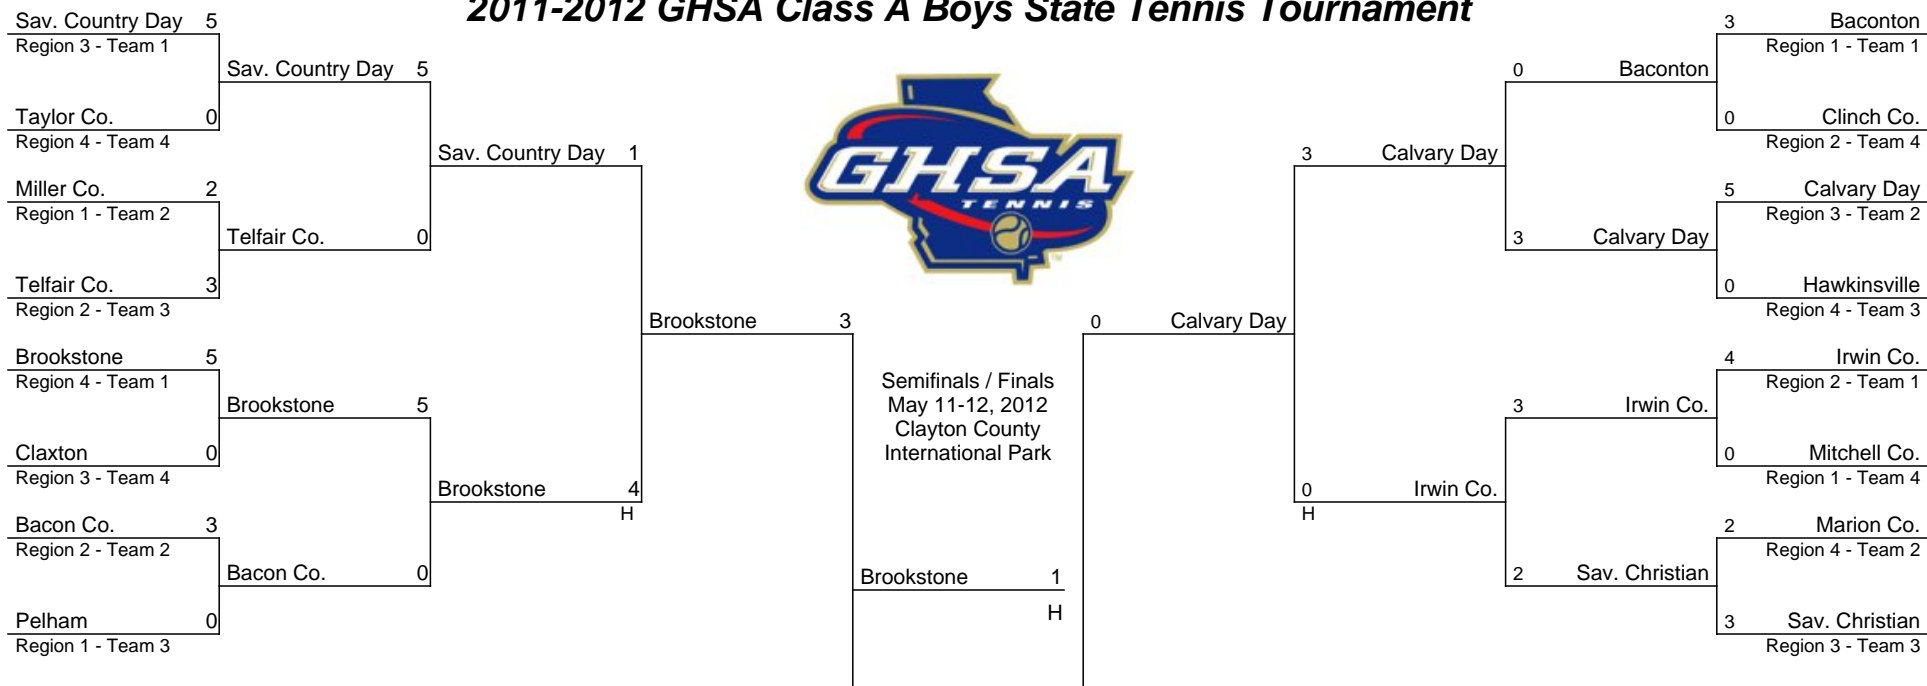 2011-2012 GHSA Class A Boys State Tennis Tournament
Sav. Country Day 5
Region 3 - Team 1
Sav. Country Day 5
Taylor Co. 0
Region 4 - Team 4
Sav. Country Day 1
Miller Co. 2
Region 1 - Team 2
Telfair Co. 0
Telfair Co. 3
Region 2 - Team 3
Brookstone 3
Brookstone 5
Region 4 - Team 1
Brookstone 5
Claxton 0
Region 3 - Team 4
Brookstone 4
H
Bacon Co. 3
Region 2 - Team 2
Bacon Co. 0
Pelham 0
Region 1 - Team 3
GHSA
TENNIS
TM
Semifinals / Finals
May 11-12, 2012
Clayton County
International Park
Brookstone 1
H
3 Baconton
Region 1 - Team 1
0 Baconton
0 Clinch Co.
Region 2 - Team 4
3 Calvary Day
5 Calvary Day
Region 3 - Team 2
3 Calvary Day
0 Hawkinsville
Region 4 - Team 3
0 Calvary Day
4 Irwin Co.
Region 2 - Team 1
3 Irwin Co.
0 Mitchell Co.
Region 1 - Team 4
0 Irwin Co.
H
2 Marion Co.
Region 4 - Team 2
2 Sav. Christian
3 Sav. Christian
Region 3 - Team 3